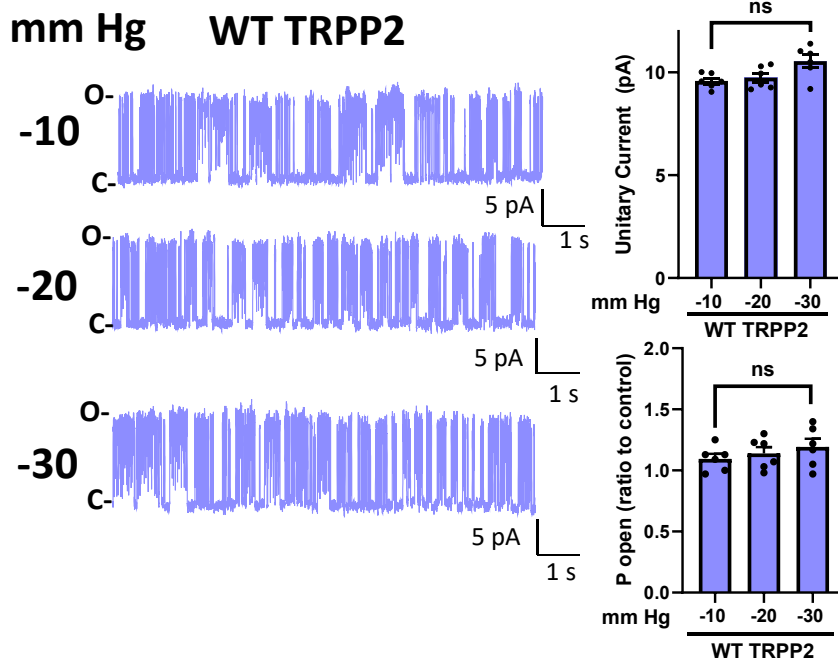 mm Hg WT TRPP2
-10
O-
C-
5 pA
1 s
-20
O-
C-
5 pA
1 s
-30
O-
C-
5 pA
1 s
ns
Unitary Current (pA)
10
5
0
mm Hg -10 -20 -30
WT TRPP2
ns
P open (ratio to control)
2.0
1.5
1.0
0.5
0.0
mm Hg -10 -20 -30
WT TRPP2